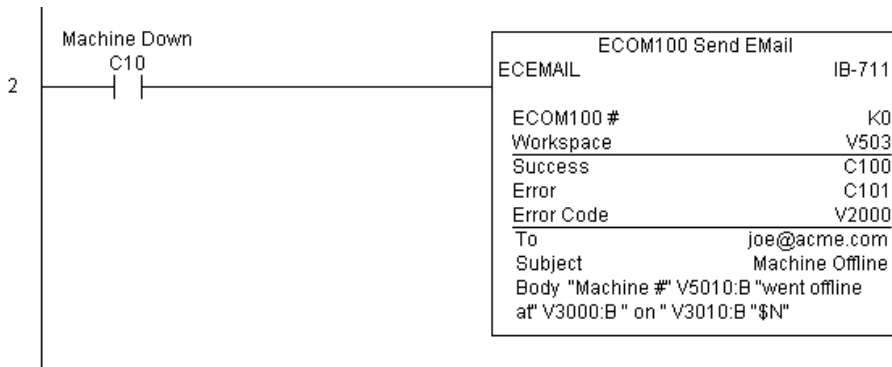 Machine Down
C10
2
ECOM100 Send EMail
ECEMAIL IB-711
ECOM100 # K0
Workspace V503
Success C100
Error C101
Error Code V2000
To joe@acme.com
Subject Machine Offline
Body "Machine #" V5010:B "went offline
at" V3000:B " on " V3010:B "$N"